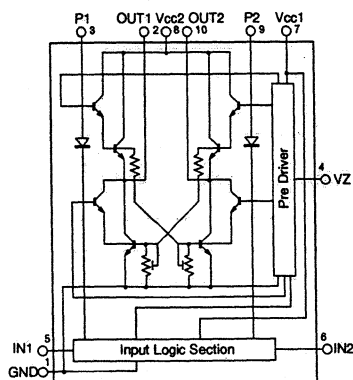 P1 OUT1 Vcc2 OUT2 P2 Vcc1
3 2 8 10 9 7
Pre Driver
4
VZ
5
IN1
6
IN2
1
GND
Input Logic Section